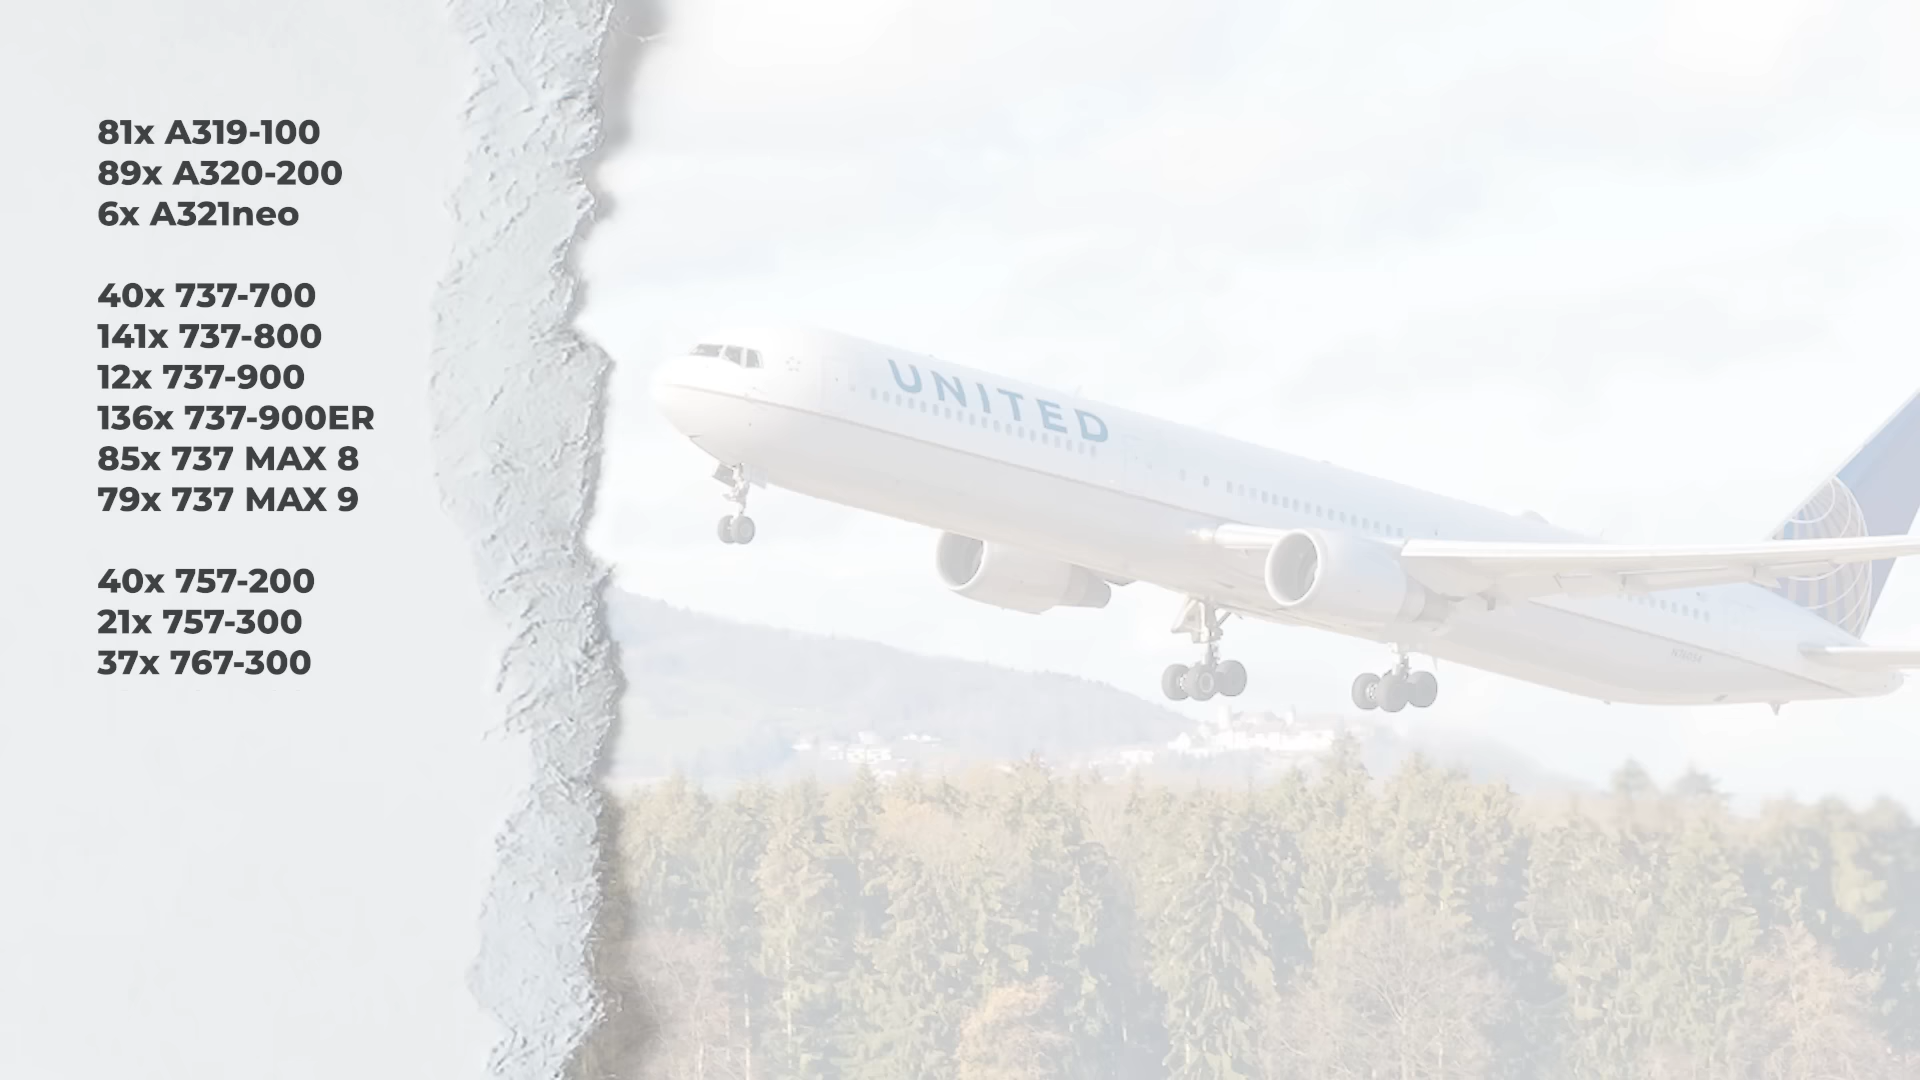 81x A319-100
89x A320-200
6x A321neo
40x 737-700
141x 737-800
12x 737-900
136x 737-900ER
85x 737 MAX 8
79x 737 MAX 9
40x 757-200
21x 757-300
37x 767-300
UNITED